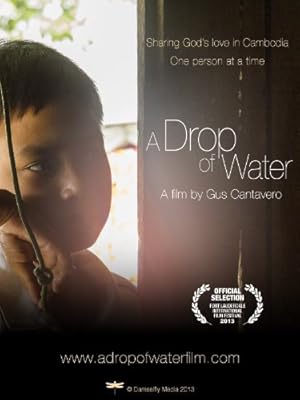 Sharing God's love in Cambodia
One person at a time
A Drop
of Water
A film by Gus Cantavero
OFFICIAL
SELECTION
FORT LAUDERDALE
INTERNATIONAL
FILM FESTIVAL
2013
www.adropofwaterfilm.com
© Damselfly Media 2013